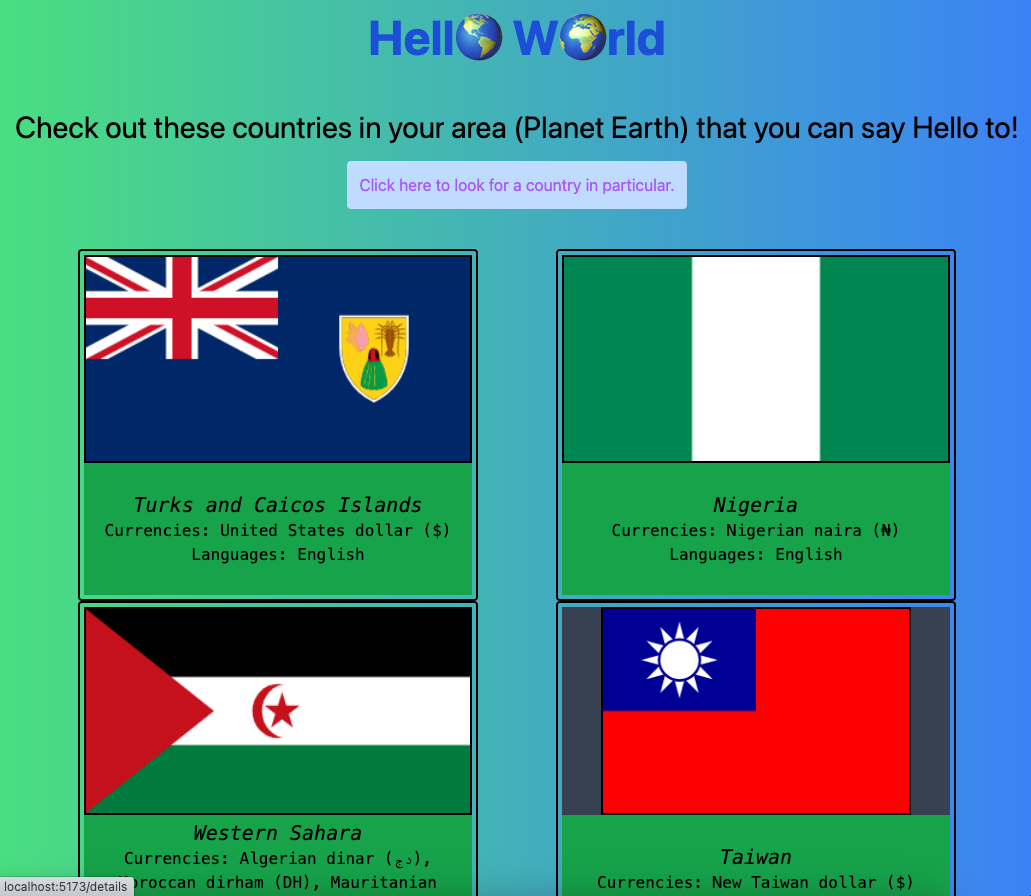 Hell🌎 W🌍rld
Check out these countries in your area (Planet Earth) that you can say Hello to!
Click here to look for a country in particular.
Turks and Caicos Islands
Currencies: United States dollar ($)
Languages: English
Nigeria
Currencies: Nigerian naira (₦)
Languages: English
Western Sahara
Currencies: Algerian dinar (دج),
Moroccan dirham (DH), Mauritanian
Taiwan
Currencies: New Taiwan dollar ($)
localhost:5173/details